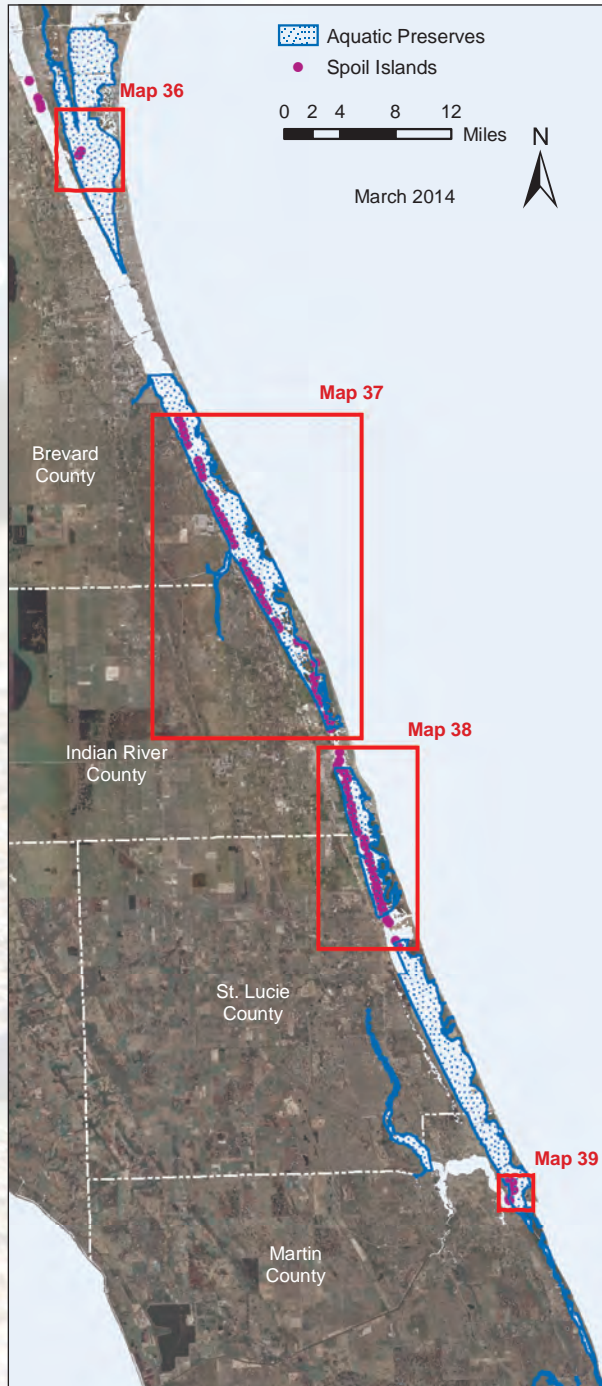 Aquatic Preserves
Spoil Islands
Map 36
0 2 4 8 12
Miles
N
March 2014
Map 37
Brevard
County
Map 38
Indian River
County
St. Lucie
County
Map 39
Martin
County